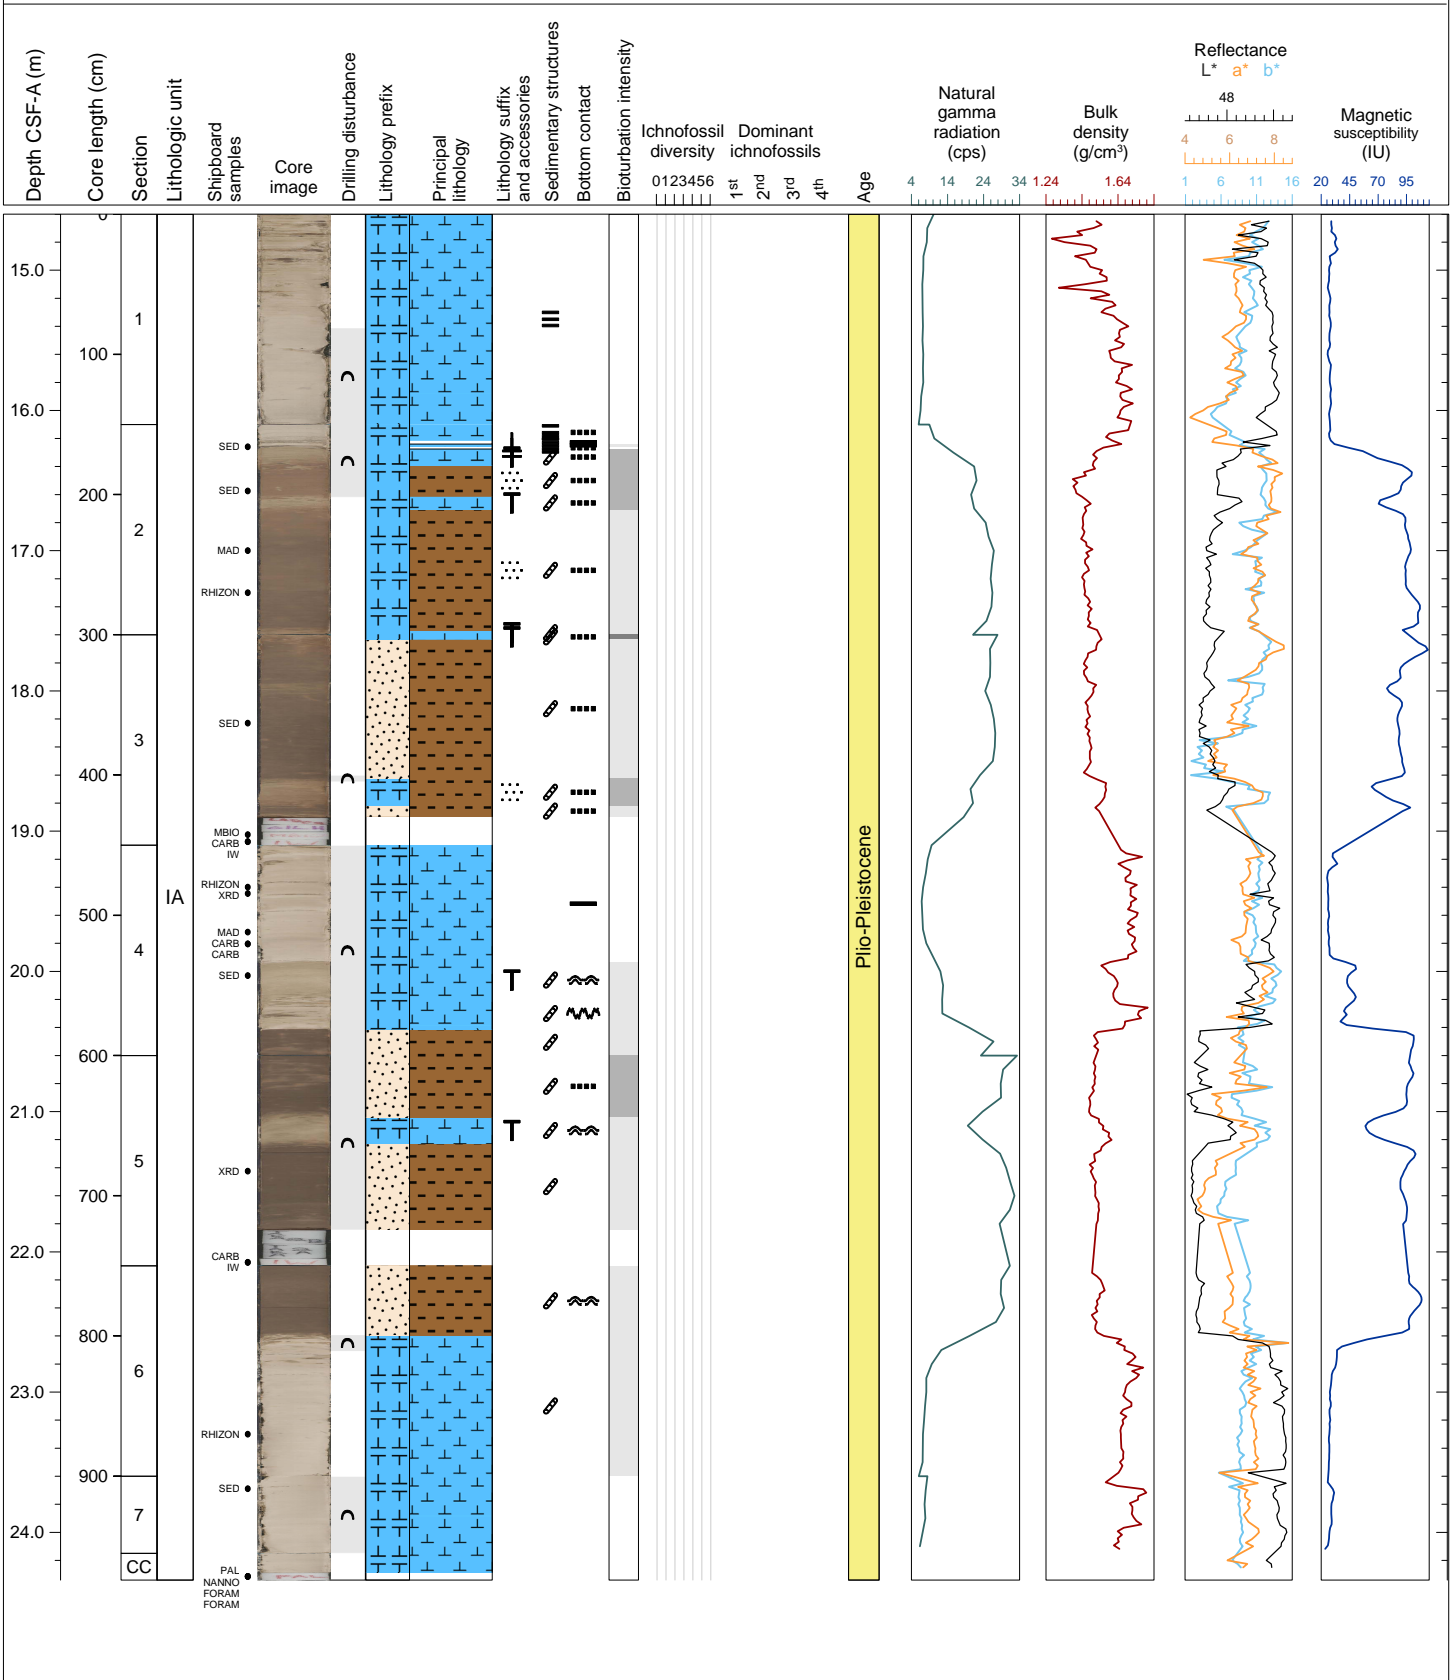 Depth CSF-A (m)
Core length (cm)
Section
Lithologic unit
Shipboard
samples
Core
image
Drilling disturbance
Lithology prefix
Principal
lithology
Lithology suffix
and accessories
Sedimentary structures
Bottom contact
Bioturbation intensity
Ichnofossil
diversity
0123456
Dominant
ichnofossils
1st
2nd
3rd
4th
Age
Natural
gamma
radiation
(cps)
4 14 24 34
Bulk
density
(g/cm³)
1.24 1.64
Reflectance
L* a* b*
48
4 6 8
1 6 11 16
Magnetic
susceptibility
(IU)
20 45 70 95
0
15.0
1
100
16.0
SED
SED
200
2
17.0
MAD
RHIZON
300
18.0
SED
3
400
19.0
MBIO
CARB
IW
RHIZON
XRD
IA
500
MAD
4
CARB
CARB
20.0
SED
600
21.0
5
XRD
700
22.0
CARB
IW
800
6
23.0
RHIZON
900
SED
7
24.0
CC
PAL
NANNO
FORAM
FORAM
Plio-Pleistocene